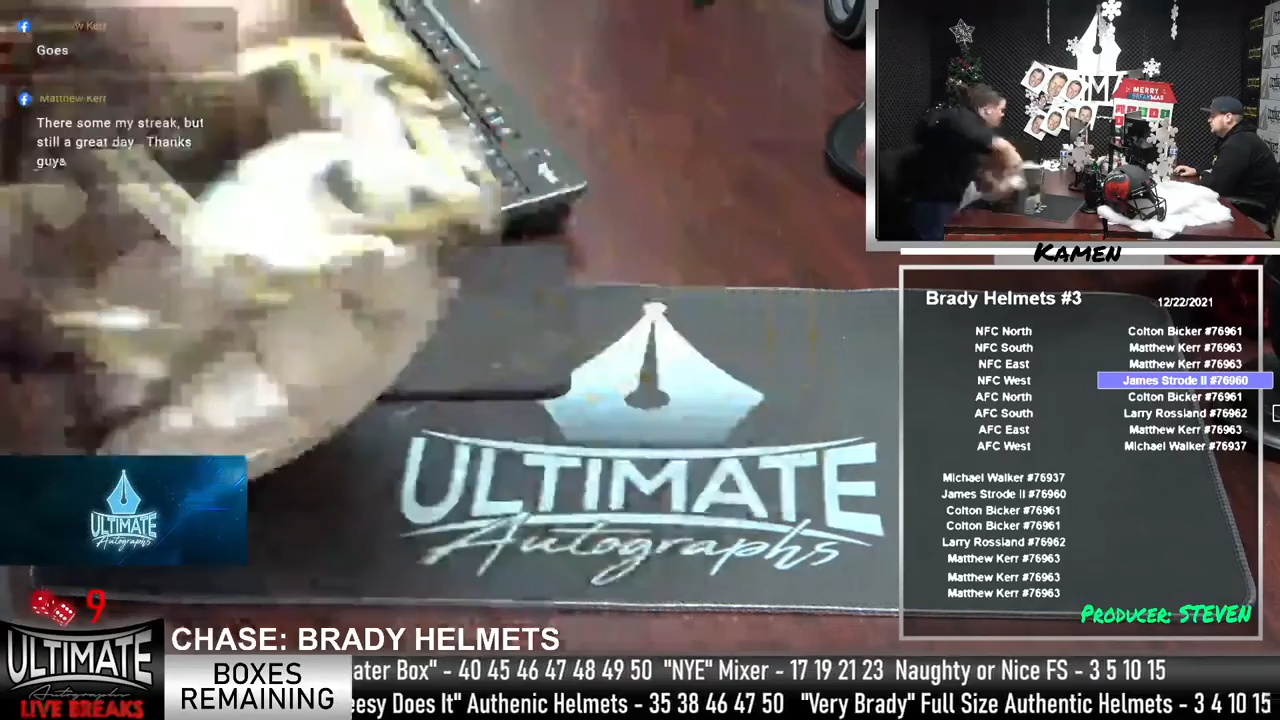 Goes
Matthew Kerr
There some my streak, but
still a great day Thanks
guys
MERRY
BREAKMAS
KAMEN
Brady Helmets #3
12/22/2021
NFC North Colton Bicker #76961
NFC South Matthew Kerr #76963
NFC East Matthew Kerr #76963
NFC West James Strode II #76960
AFC North Colton Bicker #76961
AFC South Larry Rossland #76962
AFC East Matthew Kerr #76963
AFC West Michael Walker #76937
Michael Walker #76937
James Strode II #76960
Colton Bicker #76961
Colton Bicker #76961
Larry Rossland #76962
Matthew Kerr #76963
Matthew Kerr #76963
Matthew Kerr #76963
PRODUCER: STEVEN
ULTIMATE
Autographs
ULTIMATE
Autographs
9
ULTIMATE
Autographs
LIVE BREAKS
CHASE: BRADY HELMETS
BOXES
REMAINING
ater Box" - 40 45 46 47 48 49 50 "NYE" Mixer - 17 19 21 23 Naughty or Nice FS - 3 5 10 15
eesy Does It" Authenic Helmets - 35 38 46 47 50 "Very Brady" Full Size Authentic Helmets - 3 4 10 15